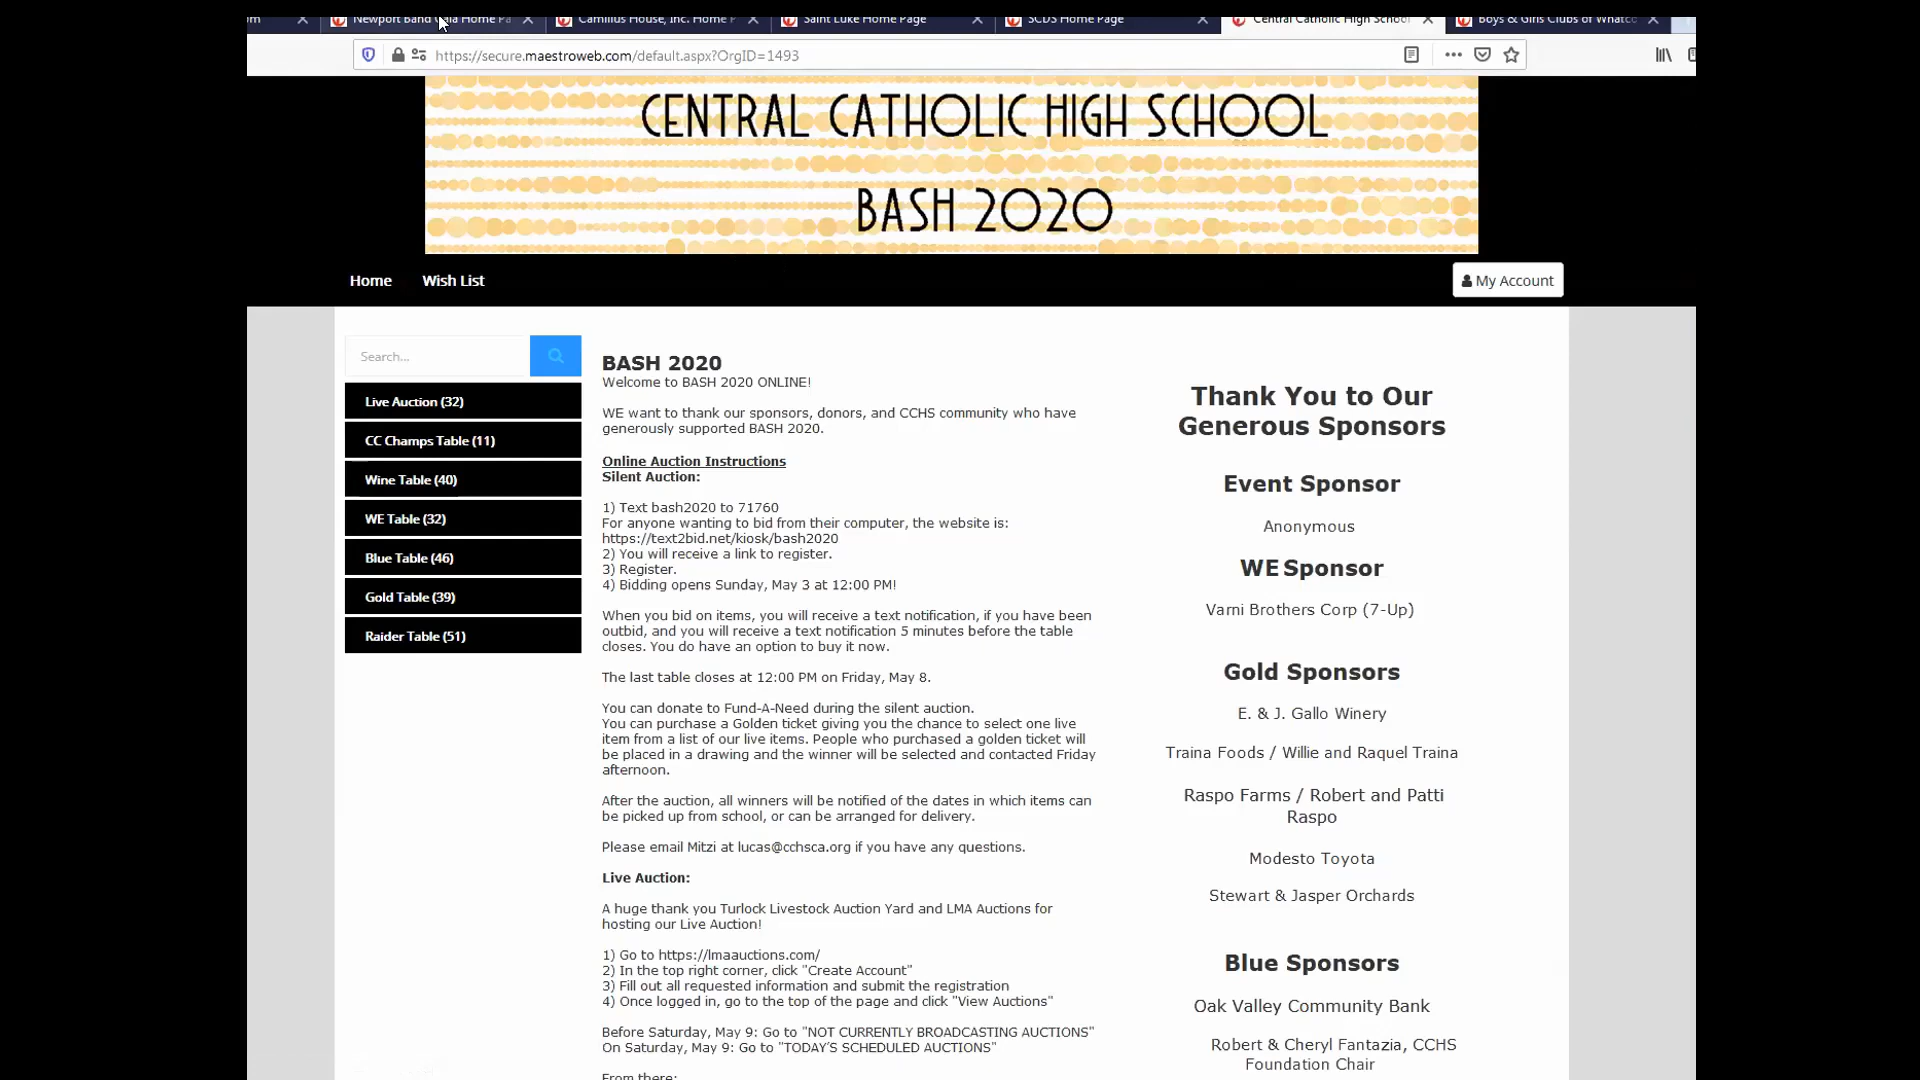 Newport Band Gala Home Pa
Camillus House, Inc. Home P
Saint Luke Home Page
SCDS Home Page
Central Catholic High School
Boys & Girls Clubs of Whatco
https://secure.maestroweb.com/default.aspx?OrgID=1493
CENTRAL CATHOLIC HIGH SCHOOL
BASH 2020
Home
Wish List
My Account
Search...
Live Auction (32)
CC Champs Table (11)
Wine Table (40)
WE Table (32)
Blue Table (46)
Gold Table (39)
Raider Table (51)
BASH 2020
Welcome to BASH 2020 ONLINE!
WE want to thank our sponsors, donors, and CCHS community who have
generously supported BASH 2020.
Online Auction Instructions
Silent Auction:
1) Text bash2020 to 71760
For anyone wanting to bid from their computer, the website is:
https://text2bid.net/kiosk/bash2020
2) You will receive a link to register.
3) Register.
4) Bidding opens Sunday, May 3 at 12:00 PM!
When you bid on items, you will receive a text notification, if you have been
outbid, and you will receive a text notification 5 minutes before the table
closes. You do have an option to buy it now.
The last table closes at 12:00 PM on Friday, May 8.
You can donate to Fund-A-Need during the silent auction.
You can purchase a Golden ticket giving you the chance to select one live
item from a list of our live items. People who purchased a golden ticket will
be placed in a drawing and the winner will be selected and contacted Friday
afternoon.
After the auction, all winners will be notified of the dates in which items can
be picked up from school, or can be arranged for delivery.
Please email Mitzi at lucas@cchsca.org if you have any questions.
Live Auction:
A huge thank you Turlock Livestock Auction Yard and LMA Auctions for
hosting our Live Auction!
1) Go to https://lmaauctions.com/
2) In the top right corner, click "Create Account"
3) Fill out all requested information and submit the registration
4) Once logged in, go to the top of the page and click "View Auctions"
Before Saturday, May 9: Go to "NOT CURRENTLY BROADCASTING AUCTIONS"
On Saturday, May 9: Go to "TODAY'S SCHEDULED AUCTIONS"
From there:
Thank You to Our
Generous Sponsors
Event Sponsor
Anonymous
WE Sponsor
Varni Brothers Corp (7-Up)
Gold Sponsors
E. & J. Gallo Winery
Traina Foods / Willie and Raquel Traina
Raspo Farms / Robert and Patti
Raspo
Modesto Toyota
Stewart & Jasper Orchards
Blue Sponsors
Oak Valley Community Bank
Robert & Cheryl Fantazia, CCHS
Foundation Chair